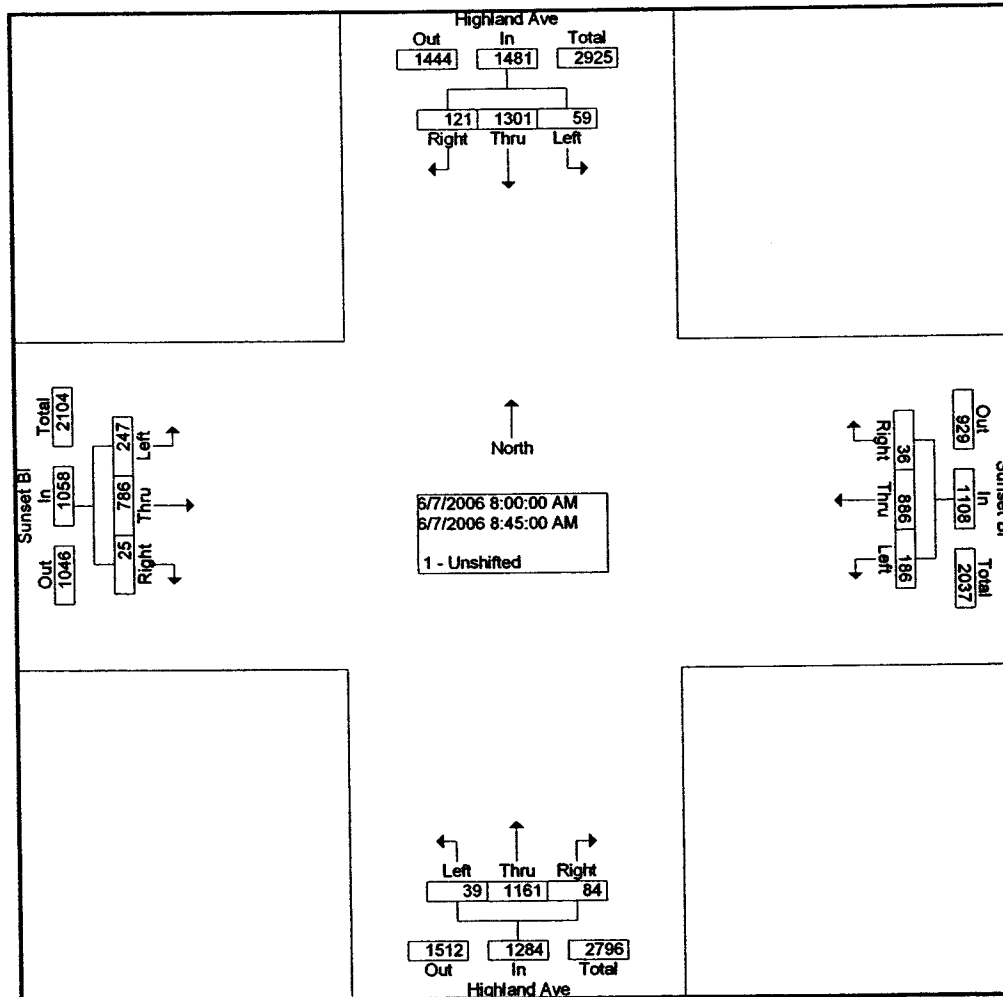 Highland Ave
Out In Total
1444 1481 2925
121 1301 59
Right Thru Left
Sunset Bl
Total In Out
2104 1058 1046
247 786 25
Left Thru Right
North
6/7/2006 8:00:00 AM
6/7/2006 8:45:00 AM
1 - Unshifted
Right Thru Left
36 886 186
Out In Total
929 1108 2037
Sunset Bl
Left Thru Right
39 1161 84
1512 1284 2796
Out In Total
Highland Ave